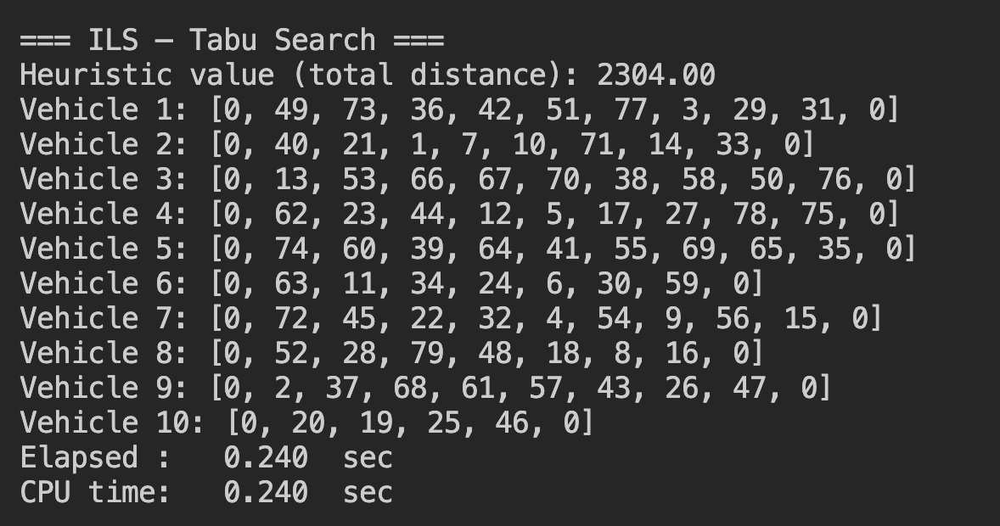 === ILS – Tabu Search ===
Heuristic value (total distance): 2304.00
Vehicle 1: [0, 49, 73, 36, 42, 51, 77, 3, 29, 31, 0]
Vehicle 2: [0, 40, 21, 1, 7, 10, 71, 14, 33, 0]
Vehicle 3: [0, 13, 53, 66, 67, 70, 38, 58, 50, 76, 0]
Vehicle 4: [0, 62, 23, 44, 12, 5, 17, 27, 78, 75, 0]
Vehicle 5: [0, 74, 60, 39, 64, 41, 55, 69, 65, 35, 0]
Vehicle 6: [0, 63, 11, 34, 24, 6, 30, 59, 0]
Vehicle 7: [0, 72, 45, 22, 32, 4, 54, 9, 56, 15, 0]
Vehicle 8: [0, 52, 28, 79, 48, 18, 8, 16, 0]
Vehicle 9: [0, 2, 37, 68, 61, 57, 43, 26, 47, 0]
Vehicle 10: [0, 20, 19, 25, 46, 0]
Elapsed :   0.240  sec
CPU time:   0.240  sec